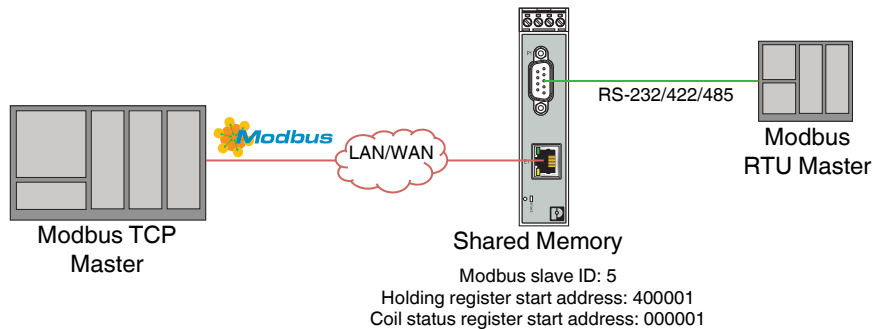 Modbus
LAN/WAN
RS-232/422/485
Modbus TCP
Master
Modbus
RTU Master
Shared Memory
Modbus slave ID: 5
Holding register start address: 400001
Coil status register start address: 000001